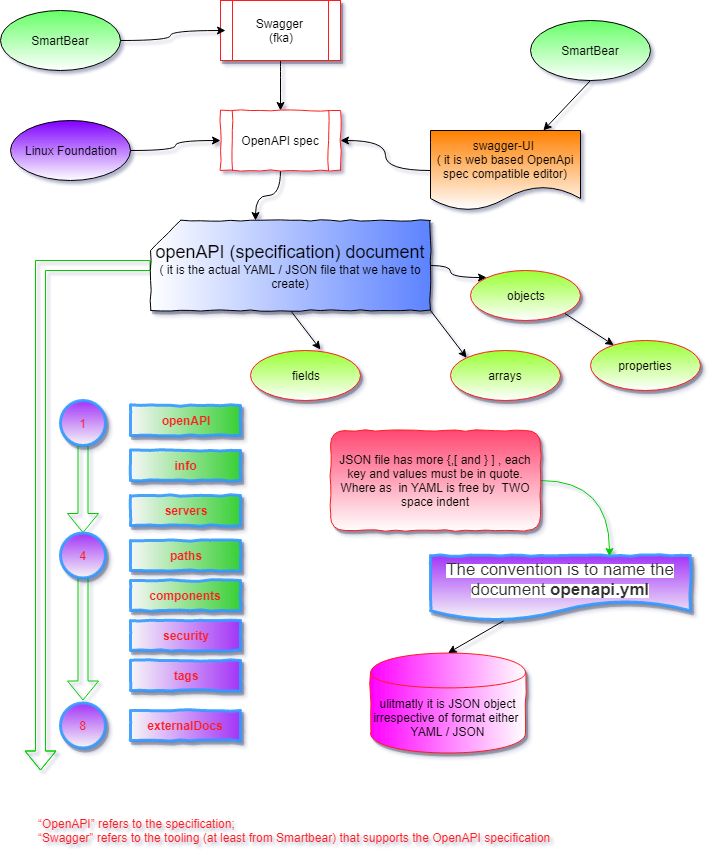 SmartBear
Swagger
(fka)
SmartBear
Linux Foundation
OpenAPI spec
swagger-UI
( it is web based OpenApi
spec compatible editor)
openAPI (specification) document
( it is the actual YAML / JSON file that we have to
create)
objects
properties
fields
arrays
1
openAPI
info
servers
4
paths
components
security
tags
8
externalDocs
JSON file has more {,[ and } ] , each
key and values must be in quote.
Where as in YAML is free by TWO
space indent
The convention is to name the
document openapi.yml
ulitmatly it is JSON object
irrespective of format either
YAML / JSON
“OpenAPI” refers to the specification;
“Swagger” refers to the tooling (at least from Smartbear) that supports the OpenAPI specification